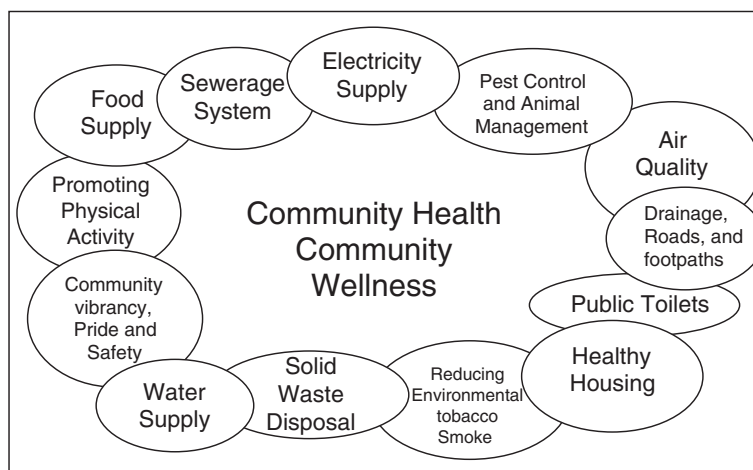 Electricity
Supply
Sewerage
System
Food
Supply
Pest Control
and Animal
Management
Air
Quality
Promoting
Physical
Activity
Community Health
Community
Wellness
Drainage,
Roads, and
footpaths
Community
vibrancy,
Pride and
Safety
Public Toilets
Healthy
Housing
Water
Supply
Solid
Waste
Disposal
Reducing
Environmental
tobacco
Smoke